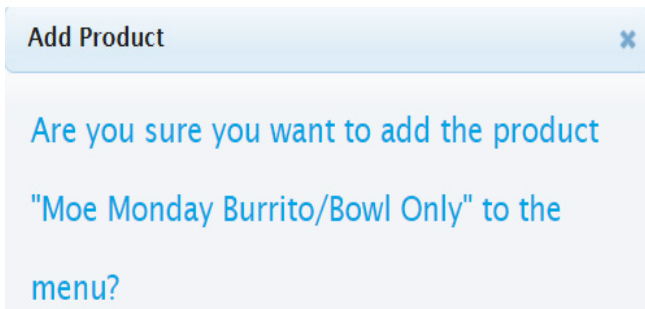 Add Product
Are you sure you want to add the product
"Moe Monday Burrito/Bowl Only" to the
menu?